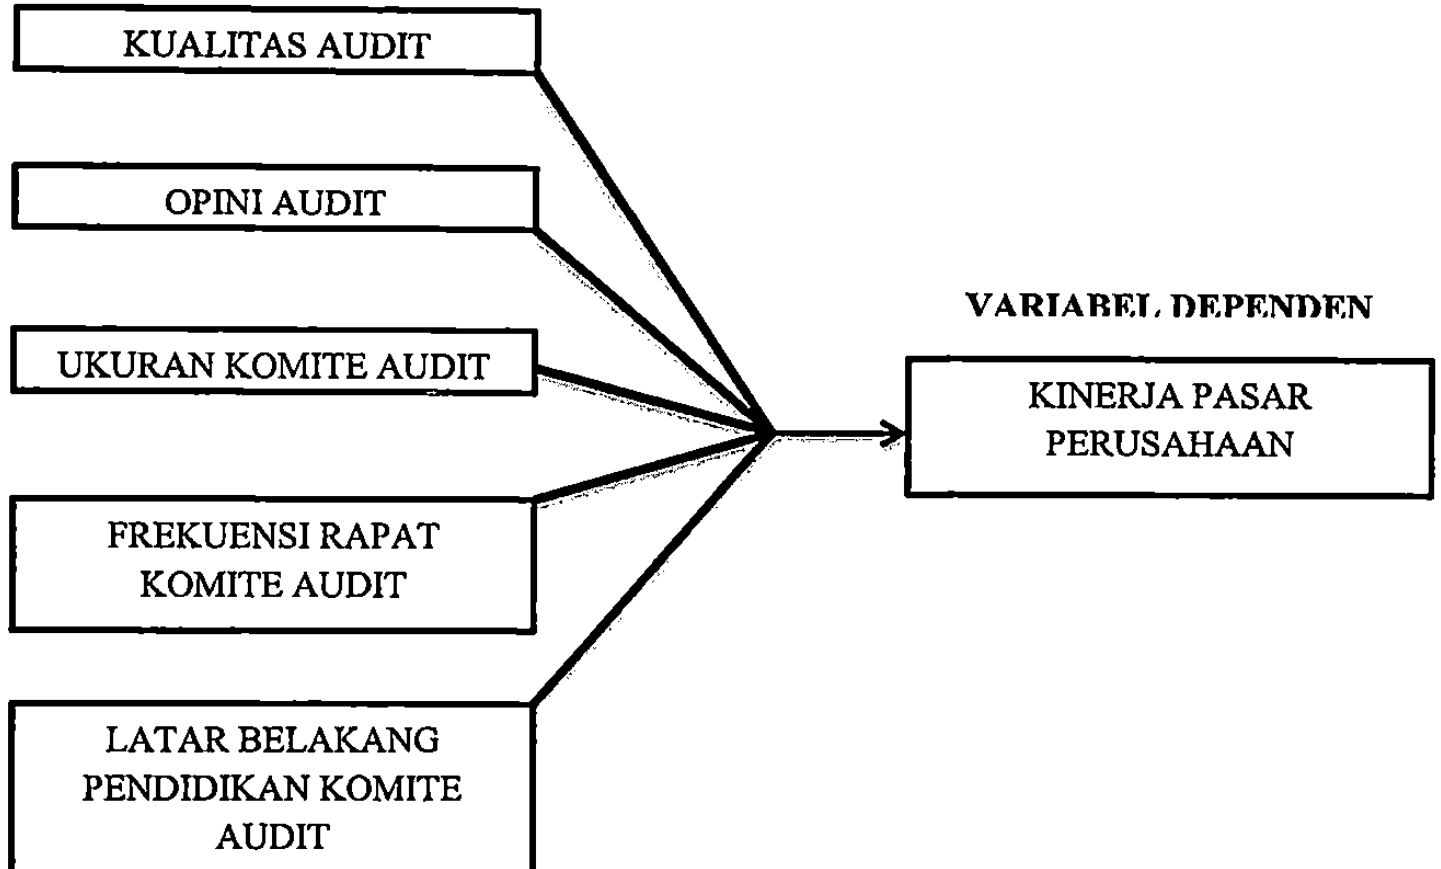 KUALITAS AUDIT
OPINI AUDIT
UKURAN KOMITE AUDIT
FREKUENSI RAPAT
KOMITE AUDIT
LATAR BELAKANG
PENDIDIKAN KOMITE
AUDIT
VARIABEL DEPENDEN
KINERJA PASAR
PERUSAHAAN